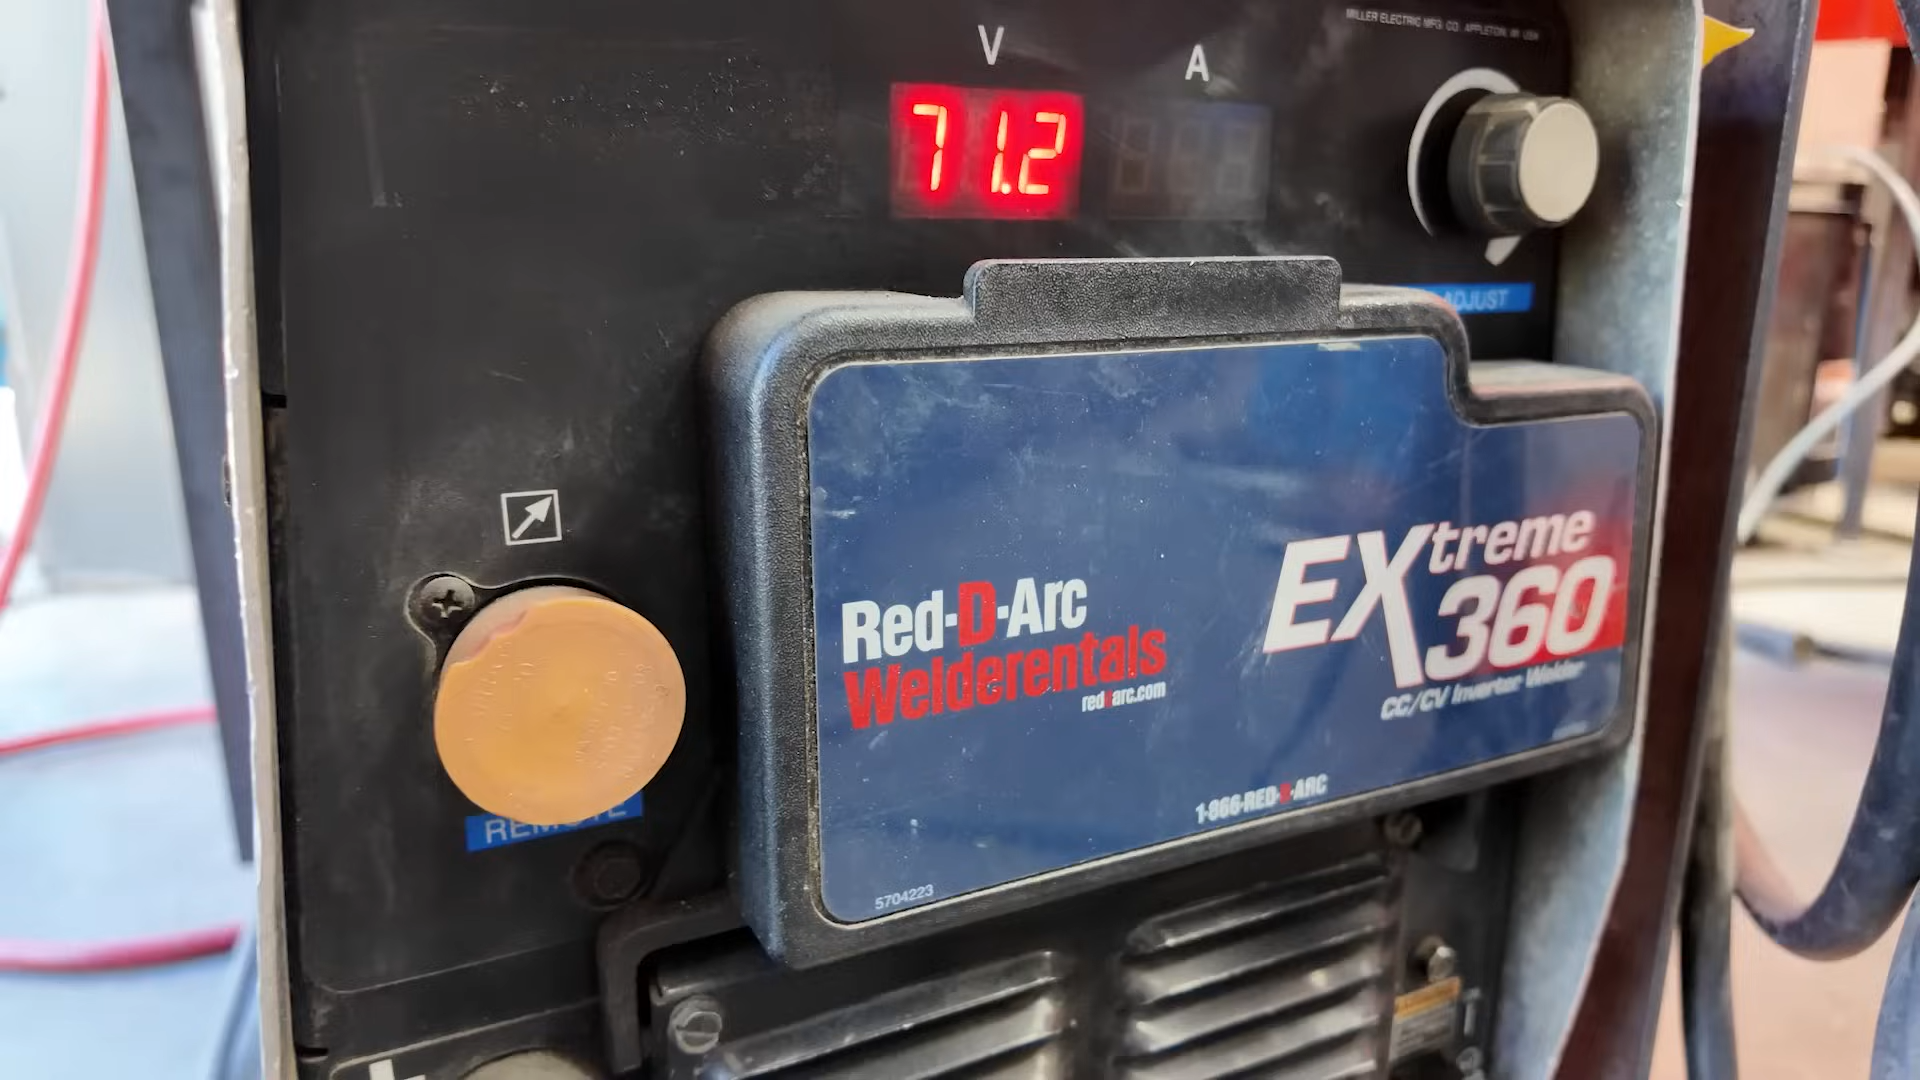 MILLER ELECTRIC MFG. CO. APPLETON, WI USA
V
A
71.2
ADJUST
EXtreme
360
CC/CV Inverter Welder
Red-D-Arc
Welderentals
red-d-arc.com
1-866-RED-D-ARC
REMOTE
5704223